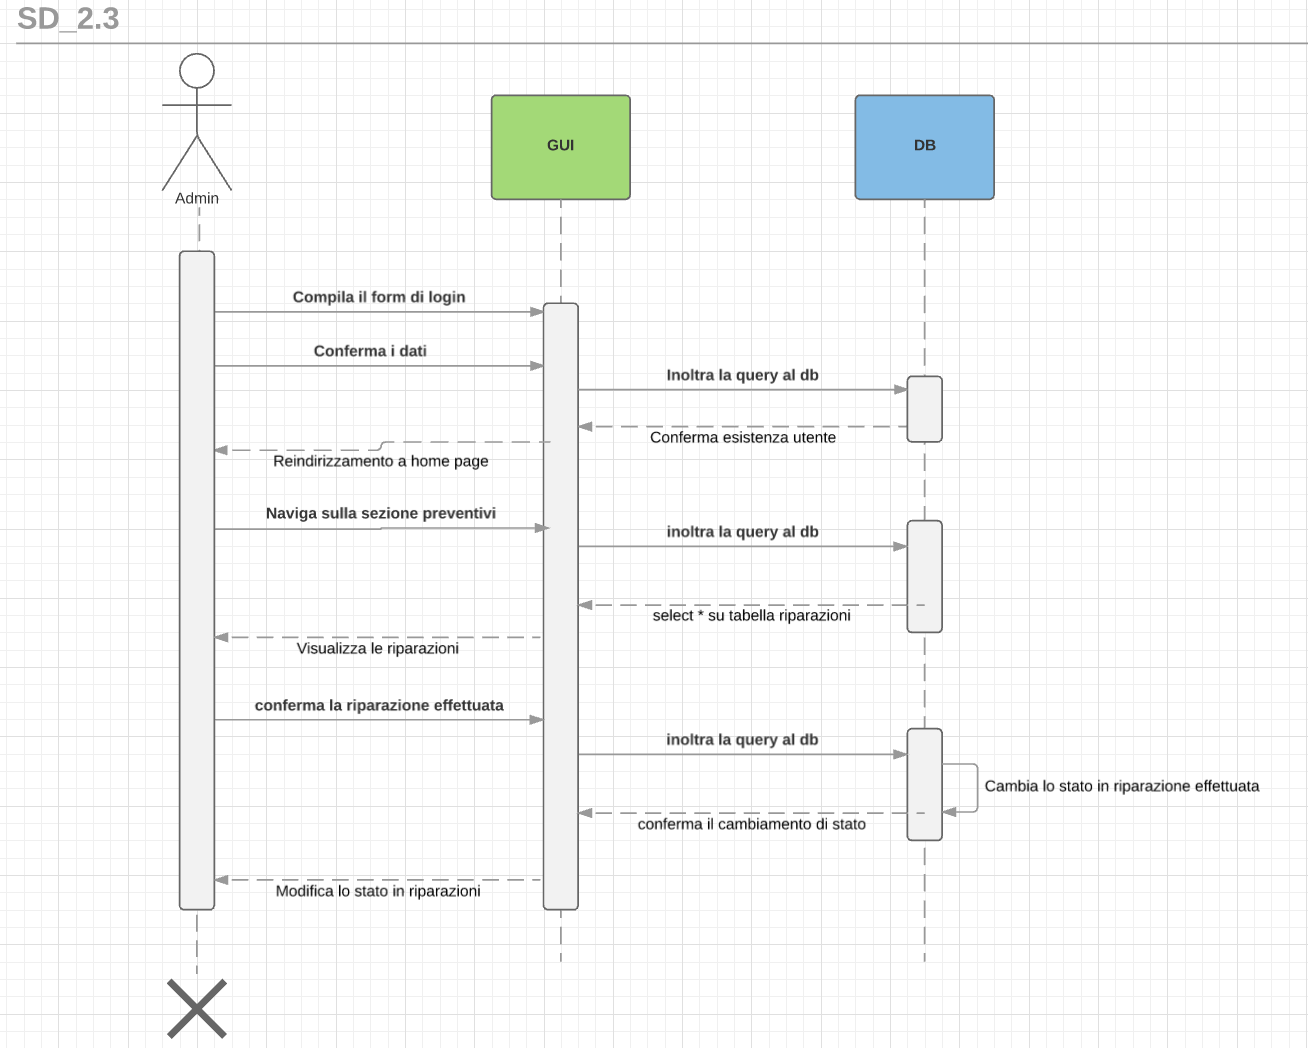 SD_2.3
GUI
DB
Admin
Compila il form di login
Conferma i dati
Inoltra la query al db
Conferma esistenza utente
Reindirizzamento a home page
Naviga sulla sezione preventivi
inoltra la query al db
select * su tabella riparazioni
Visualizza le riparazioni
conferma la riparazione effettuata
inoltra la query al db
Cambia lo stato in riparazione effettuata
conferma il cambiamento di stato
Modifica lo stato in riparazioni